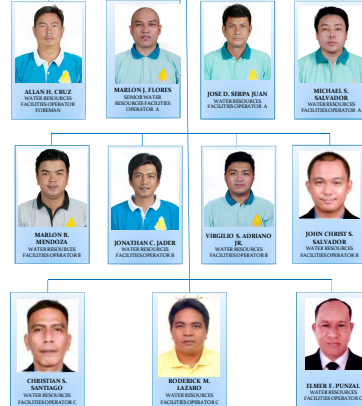 ALLAN H. CRUZ
WATER RESOURCES
FACILITIES OPERATOR
FOREMAN
MARLON J. FLORES
SENIOR WATER
RESOURCES FACILITIES
OPERATOR A
JOSE D. SERPA JUAN
WATER RESOURCES
FACILITIES OPERATOR A
MICHAEL S.
SALVADOR
WATER RESOURCES
FACILITIES OPERATOR A
MARLON B.
MENDOZA
WATER RESOURCES
FACILITIES OPERATOR B
JONATHAN C. JADER
WATER RESOURCES
FACILITIES OPERATOR B
VIRGILIO S. ADRIANO
JR.
WATER RESOURCES
FACILITIES OPERATOR B
JOHN CHRIST S.
SALVADOR
WATER RESOURCES
FACILITIES OPERATOR B
CHRISTIAN S.
SANTIAGO
WATER RESOURCES
FACILITIES OPERATOR C
RODERICK M.
LAZARO
WATER RESOURCES
FACILITIES OPERATOR C
ELMER F. PUNZAL
WATER RESOURCES
FACILITIES OPERATOR C